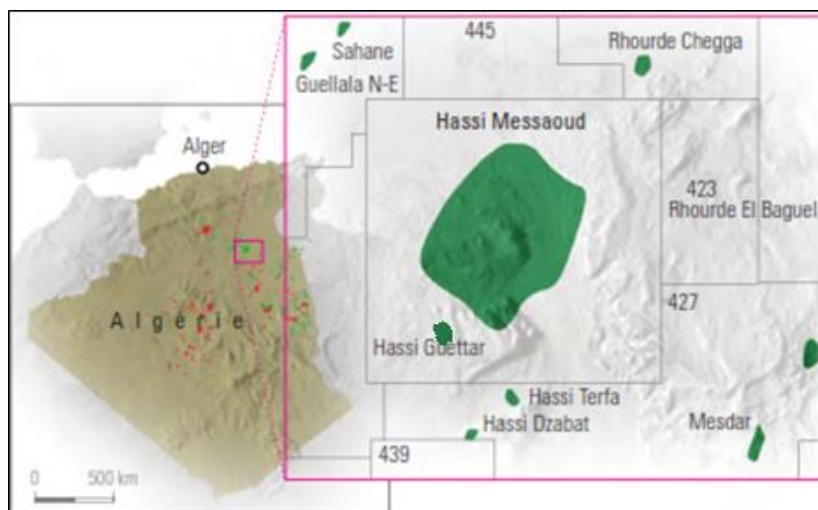 445
Sahane
Rhourde Chegga
Guellala N-E
Hassi Messaoud
Alger
423
Rhourde El Baguel
427
Algérie
Hassi Guettar
Hassi Terfa
Hassi Dzabat
Mesdar
439
0 500 km